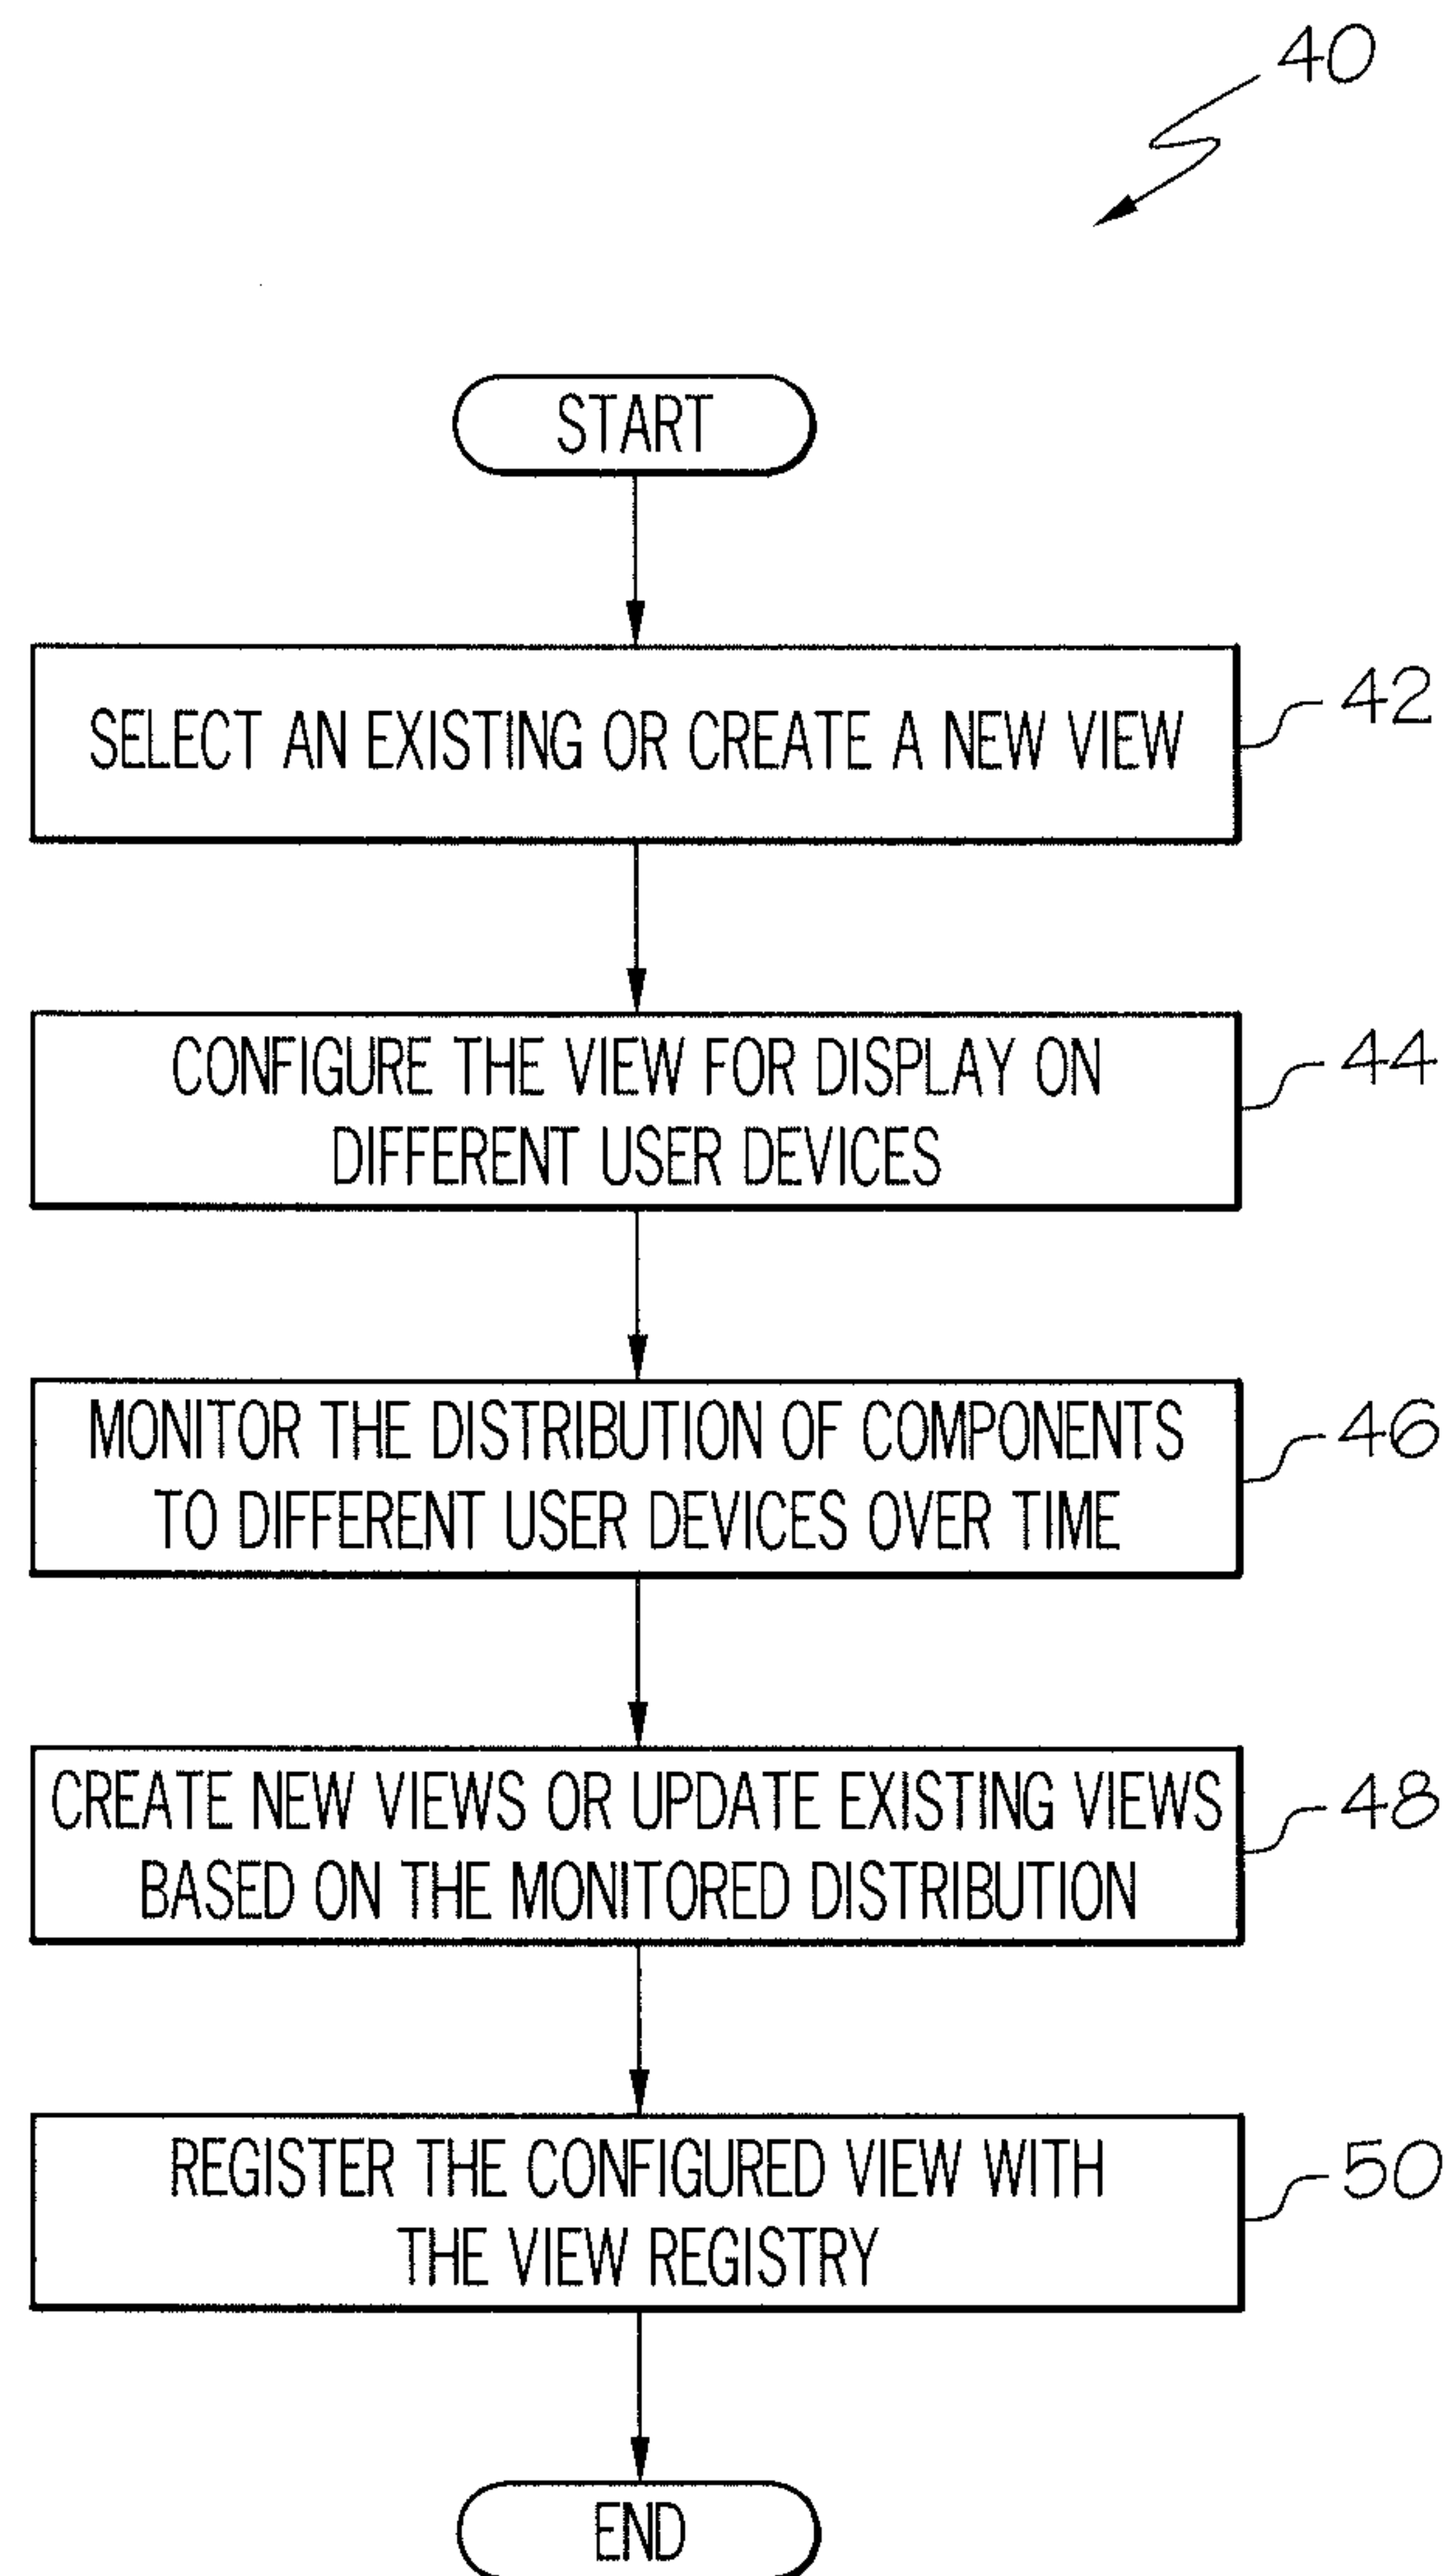 40
START
SELECT AN EXISTING OR CREATE A NEW VIEW
42
CONFIGURE THE VIEW FOR DISPLAY ON
DIFFERENT USER DEVICES
44
MONITOR THE DISTRIBUTION OF COMPONENTS
TO DIFFERENT USER DEVICES OVER TIME
46
CREATE NEW VIEWS OR UPDATE EXISTING VIEWS
BASED ON THE MONITORED DISTRIBUTION
48
REGISTER THE CONFIGURED VIEW WITH
THE VIEW REGISTRY
50
END